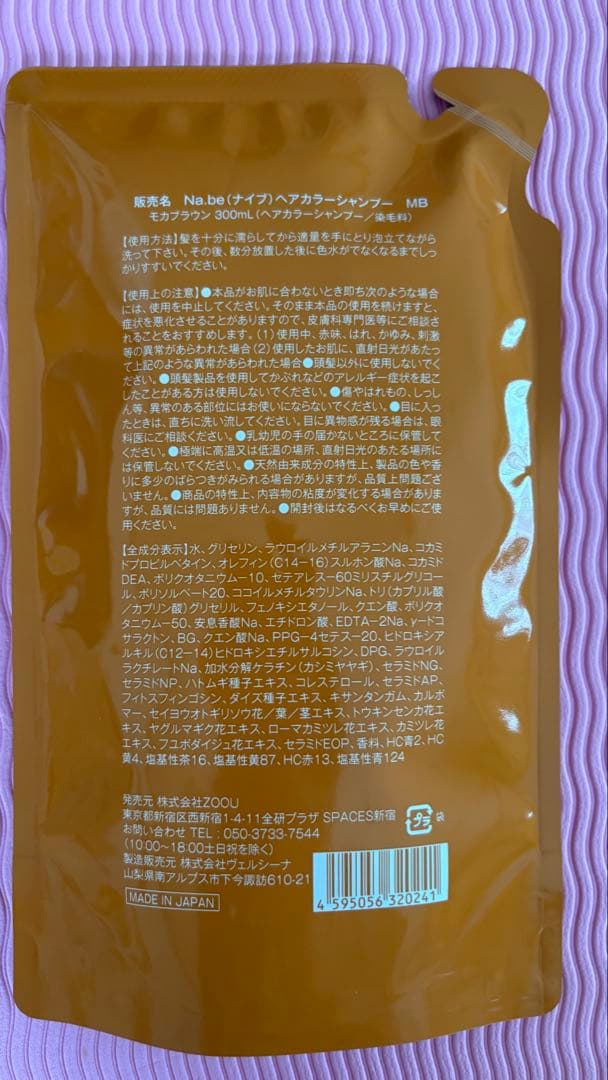 販売名 Na.be(ナイブ)ヘアカラーシャンプー MB
モカブラウン 300mL(ヘアカラーシャンプー/染毛料)
【使用方法】髪を十分に濡らしてから適量を手にとり泡立てながら
洗って下さい。その後、数分放置した後に色水がでなくなるまでしっ
かりすすいでください。
【使用上の注意】●本品がお肌に合わないとき即ち次のような場合
には、使用を中止してください。そのまま本品の使用を続けますと、
症状を悪化させることがありますので、皮膚科専門医等にご相談さ
れることをおすすめします。(1)使用中、赤味、はれ、かゆみ、刺激
等の異常があらわれた場合(2)使用したお肌に、直射日光があたっ
て上記のような異常があらわれた場合●頭髪以外に使用しないでく
ださい。●頭髪製品を使用してかぶれなどのアレルギー症状を起こ
したことがある方は使用しないでください。●傷やはれもの、しっし
ん等、異常のある部位にはお使いにならないでください。●目に入っ
たときは、直ちに洗い流してください。目に異物感が残る場合は、眼
科医にご相談ください。●乳幼児の手の届かないところに保管して
ください。●極端に高温又は低温の場所、直射日光のあたる場所に
は保管しないでください。●天然由来成分の特性上、製品の色や香
りに多少のばらつきがみられる場合がありますが、品質上問題ござ
いません。●商品の特性上、内容物の粘度が変化する場合がありま
すが、品質には問題ありません。●開封後はなるべくお早めにご使
用ください。
【全成分表示】水、グリセリン、ラウロイルメチルアラニンNa、コカミ
ドプロピルベタイン、オレフィン(C14-16)スルホン酸Na、コカミド
DEA、ポリクオタニウム-10、セテアレス-60ミリスチルグリコー
ル、ポリソルベート20、ココイルメチルタウリンNa、トリ(カプリル酸
/カプリン酸)グリセリル、フェノキシエタノール、クエン酸、ポリクオ
タニウム-50、安息香酸Na、エチドロン酸、EDTA-2Na、γ-ドコ
サラクトン、BG、クエン酸Na、PPG-4セテス-20、ヒドロキシア
ルキル(C12-14)ヒドロキシエチルサルコシン、DPG、ラウロイル
ラクチレートNa、加水分解ケラチン(カシミヤヤギ)、セラミドNG、
セラミドNP、ハトムギ種子エキス、コレステロール、セラミドAP、
フィトスフィンゴシン、ダイズ種子エキス、キサンタンガム、カルボ
マー、セイヨウオトギリソウ花/葉/茎エキス、トウキンセンカ花エ
キス、ヤグルマギク花エキス、ローマカミツレ花エキス、カミツレ花
エキス、フユボダイジュ花エキス、セラミドEOP、香料、HC青2、HC
黄4、塩基性茶16、塩基性黄87、HC赤13、塩基性青124
発売元 株式会社ZOOU
東京都新宿区西新宿1-4-11全研プラザ SPACES新宿
お問い合わせ TEL : 050-3733-7544
(10:00~18:00土日祝を除く)
製造販売元 株式会社ヴェルシーナ
山梨県南アルプス市下今諏訪610-21
MADE IN JAPAN
プラ 袋
4 595056 320241